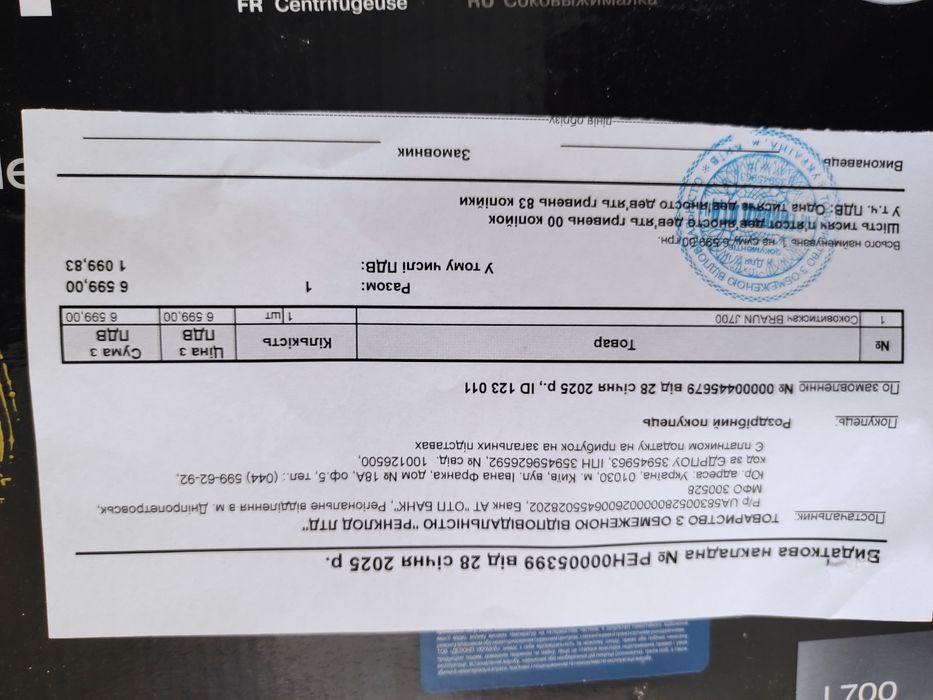 FR Centrifugeuse
RU Соковыжималка
Видаткова накладна № РЕН00005399 від 28 січня 2025 р.
Постачальник: ТОВАРИСТВО З ОБМЕЖЕНОЮ ВІДПОВІДАЛЬНІСТЮ "РЕНКЛОД ЛТД"
Р/р UA583005280000026006455028202, Банк АТ "ОТП БАНК", Регіональне відділення в м. Дніпропетровськ,
МФО 300528
Юр. адреса: Україна, 01030, м. Київ, вул. Івана Франка, дом № 18А, оф.5, тел.: (044) 599-62-92,
код за ЄДРПОУ 35945963, ІПН 359459626592, № свід. 100126500,
Є платником податку на прибуток на загальних підставах
Покупець: Роздрібний покупець
По замовленню № 00000445679 від 28 січня 2025 р., ID 123 011
№ Товар Кількість Ціна з ПДВ Сума з ПДВ
1 Соковитискач BRAUN J700 1 шт 6 599,00 6 599,00
Разом: 1 6 599,00
У тому числі ПДВ: 1 099,83
Всього найменувань 1, на суму 6 599,00 грн.
Шість тисяч п'ятсот дев'яносто дев'ять гривень 00 копійок
У т.ч. ПДВ: Одна тисяча дев'яносто дев'ять гривень 83 копійки
Виконавець Замовник
лінія обрізу
J700